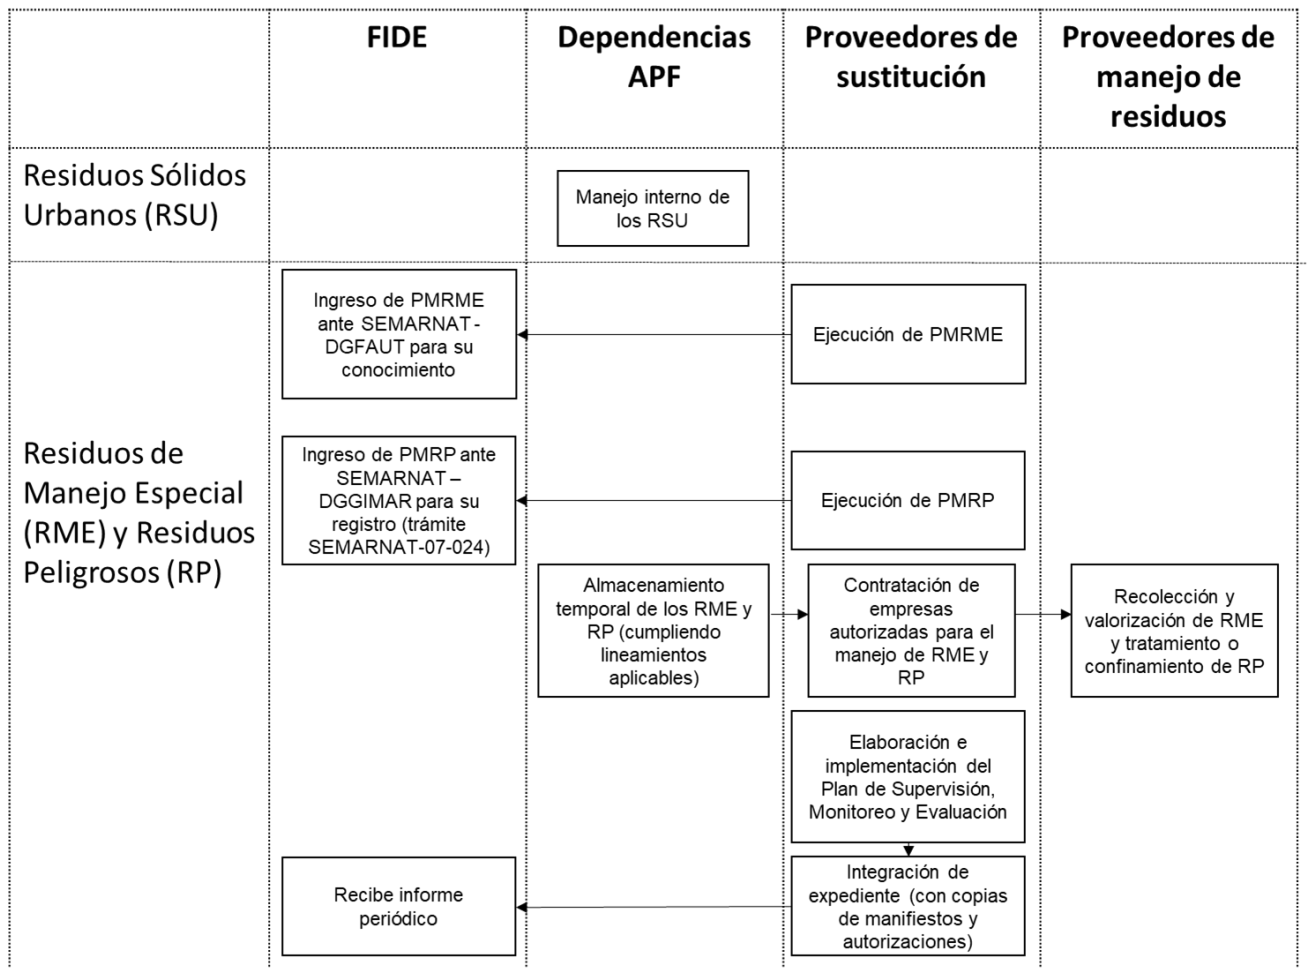 FIDE
Dependencias
APF
Proveedores de
sustitución
Proveedores de
manejo de
residuos
Residuos Sólidos
Urbanos (RSU)
Manejo interno de
los RSU
Residuos de
Manejo Especial
(RME) y Residuos
Peligrosos (RP)
Ingreso de PMRME
ante SEMARNAT -
DGFAUT para su
conocimiento
Ejecución de PMRME
Ingreso de PMRP ante
SEMARNAT –
DGGIMAR para su
registro (trámite
SEMARNAT-07-024)
Ejecución de PMRP
Almacenamiento
temporal de los RME y
RP (cumpliendo
lineamientos
aplicables)
Contratación de
empresas
autorizadas para el
manejo de RME y
RP
Recolección y
valorización de RME
y tratamiento o
confinamiento de RP
Elaboración e
implementación del
Plan de Supervisión,
Monitoreo y Evaluación
Recibe informe
periódico
Integración de
expediente (con copias
de manifiestos y
autorizaciones)